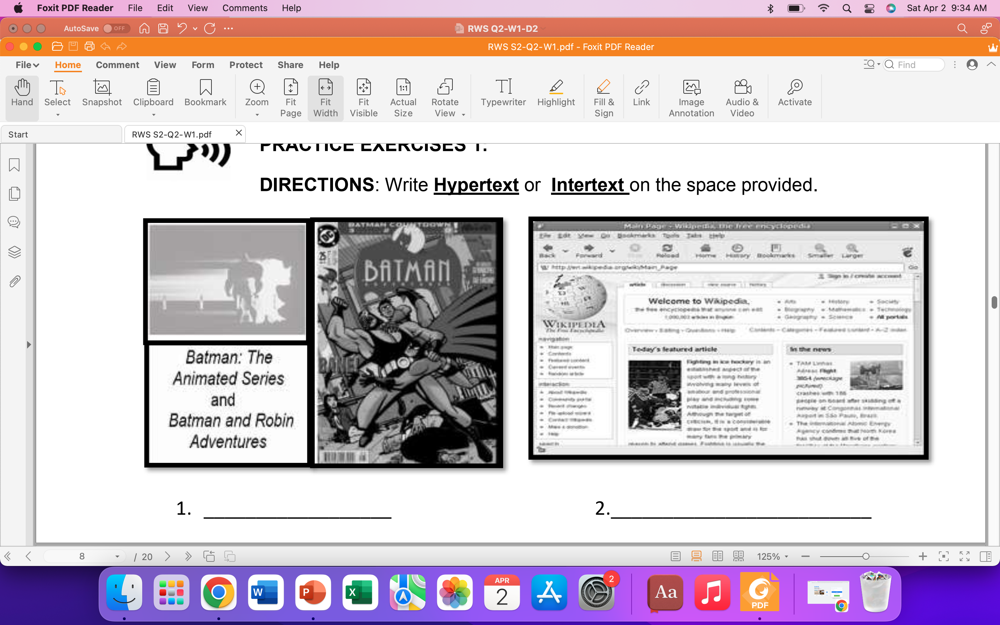 Foxit PDF Reader File Edit View Comments Help Sat Apr 2 9:34 AM
AutoSave OFF RWS Q2-W1-D2
RWS S2-Q2-W1.pdf - Foxit PDF Reader
File Home Comment View Form Protect Share Help Find
Hand Select Snapshot Clipboard Bookmark Zoom Fit Page Fit Width Fit Visible 1:1 Actual Size Rotate View Typewriter Highlight Fill & Sign Link Image Annotation Audio & Video Activate
Start RWS S2-Q2-W1.pdf
PRACTICE EXERCISES 1:
DIRECTIONS: Write Hypertext or Intertext on the space provided.
BATMAN COUNTDOWN!
3 2
DC
BATMAN
BANE!
Batman: The
Animated Series
and
Batman and Robin
Adventures
Main Page - Wikipedia, the free encyclopedia
File Edit View Go Bookmarks Tools Tabs Help
Back Forward Reload Home History Bookmarks Smaller Larger
http://en.wikipedia.org/wiki/Main_Page Go
Sign in / create account
article discussion view source history
Welcome to Wikipedia,
the free encyclopedia that anyone can edit
articles in English
Arts History Society
Biography Mathematics Technology
Geography Science All portals
WIKIPEDIA
The Free Encyclopedia
Overview · Editing · Questions · Help Contents · Categories · Featured content · A–Z index
navigation
Main page
Contents
Featured content
Current events
Random article
interaction
About Wikipedia
Community portal
Recent changes
File upload wizard
Contact Wikipedia
Make a donation
Help
search
Today's featured article
Fighting in ice hockey is an
established aspect of the
sport with a long history
involving many levels of
amateur and professional
play and including some
notable individual fights.
Although the target of
criticism, it is a considerable
draw for the sport and is for
many fans the primary
reason to attend games. Fighting is usually the
In the news
TAM Linhas
Aéreas Flight
3054 (wreckage
pictured)
crashes with 186
people on board after skidding off a
runway at Congonhas International
Airport in São Paulo, Brazil.
The International Atomic Energy
Agency confirms that North Korea
has shut down all five of the
1. __________________
2.__________________________
8 / 20 125%
W P X APR 2 2 Aa PDF